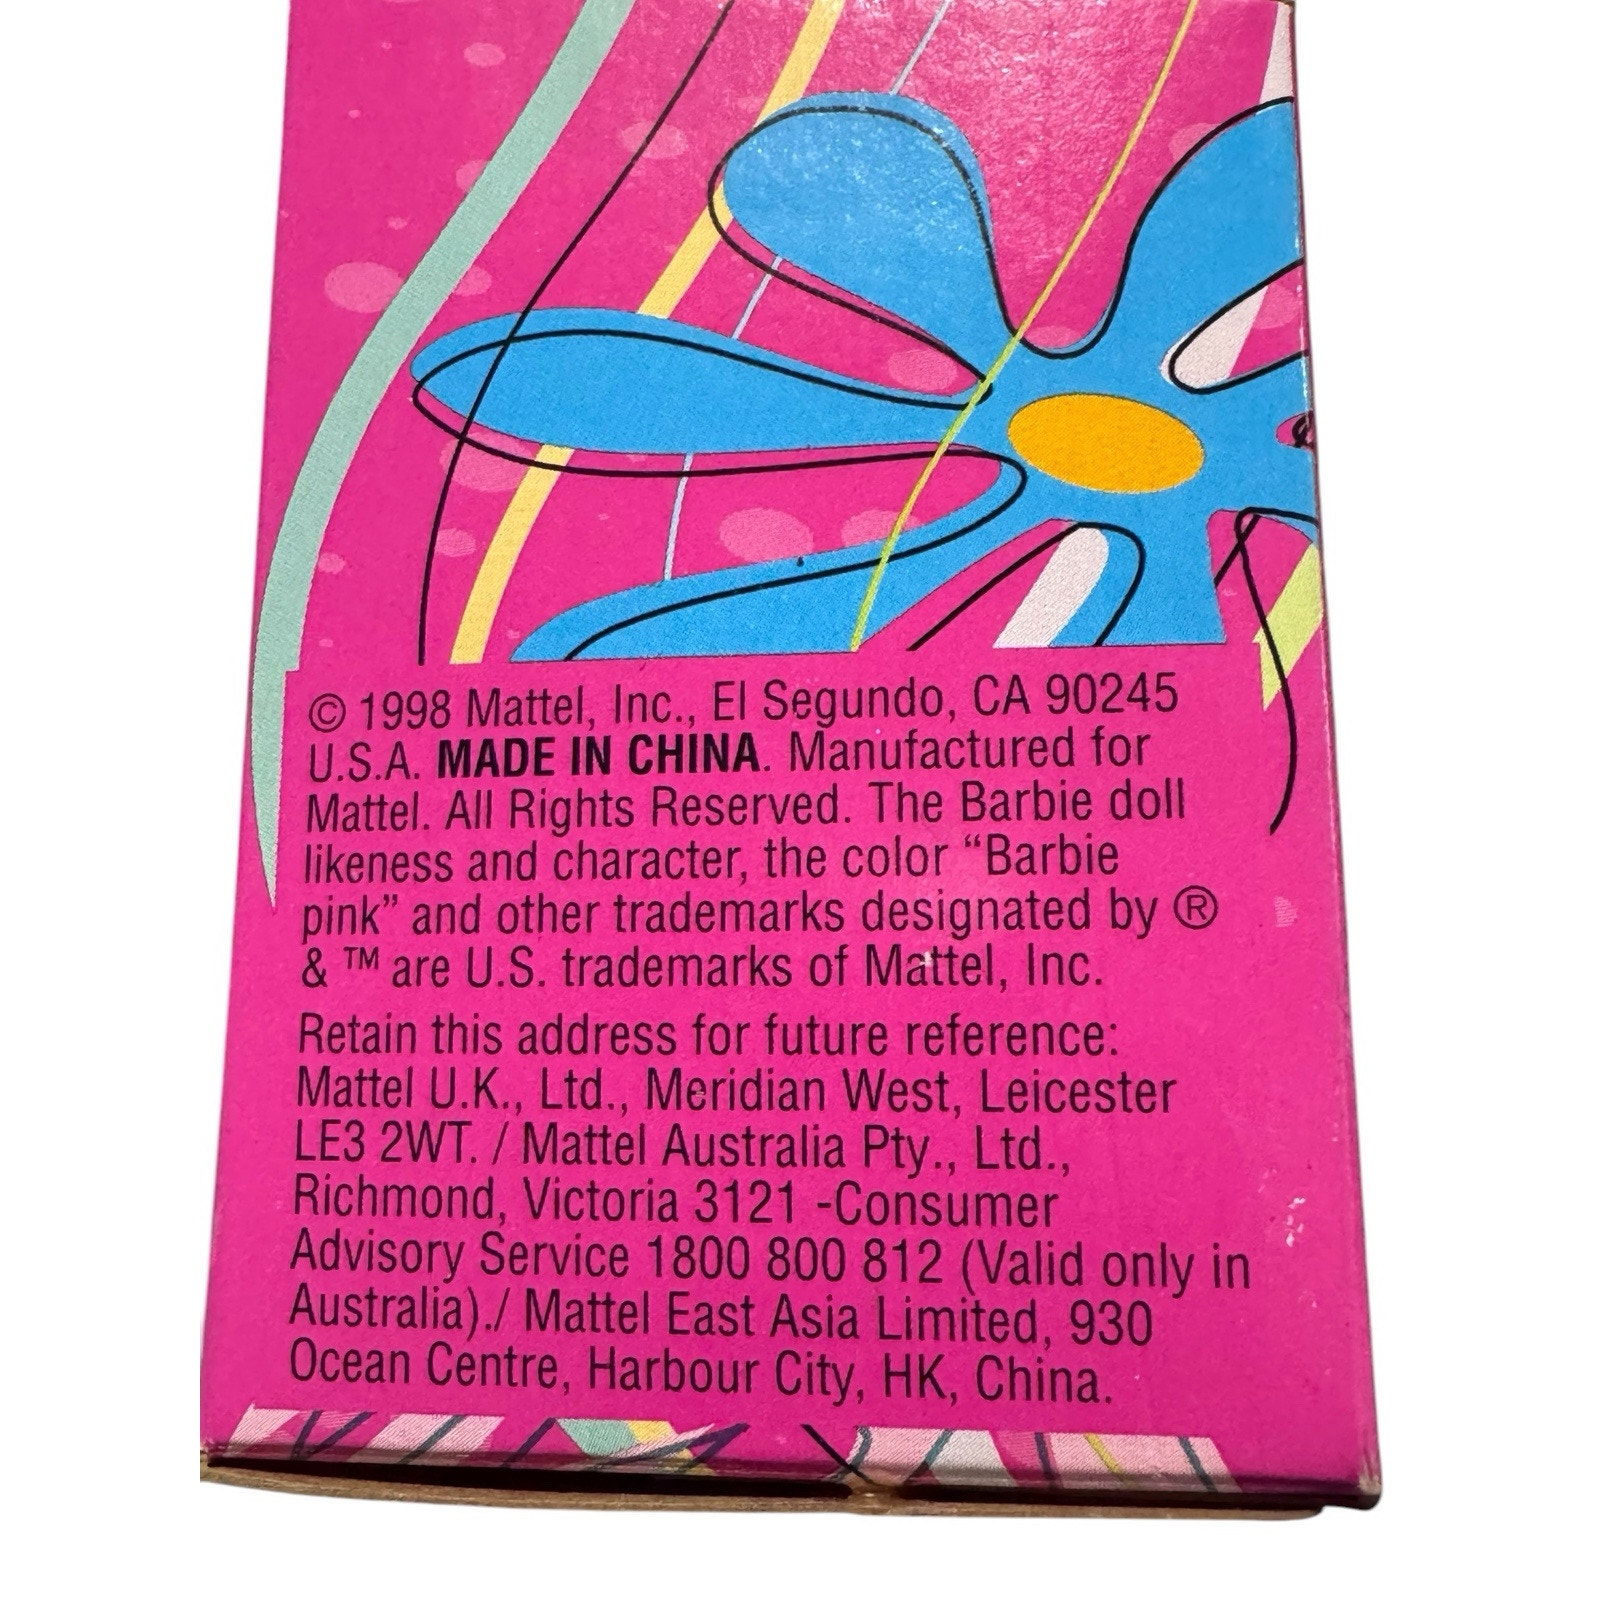 © 1998 Mattel, Inc., El Segundo, CA 90245
U.S.A. MADE IN CHINA. Manufactured for
Mattel. All Rights Reserved. The Barbie doll
likeness and character, the color “Barbie
pink” and other trademarks designated by ®
& ™ are U.S. trademarks of Mattel, Inc.
Retain this address for future reference:
Mattel U.K., Ltd., Meridian West, Leicester
LE3 2WT. / Mattel Australia Pty., Ltd.,
Richmond, Victoria 3121 -Consumer
Advisory Service 1800 800 812 (Valid only in
Australia)./ Mattel East Asia Limited, 930
Ocean Centre, Harbour City, HK, China.